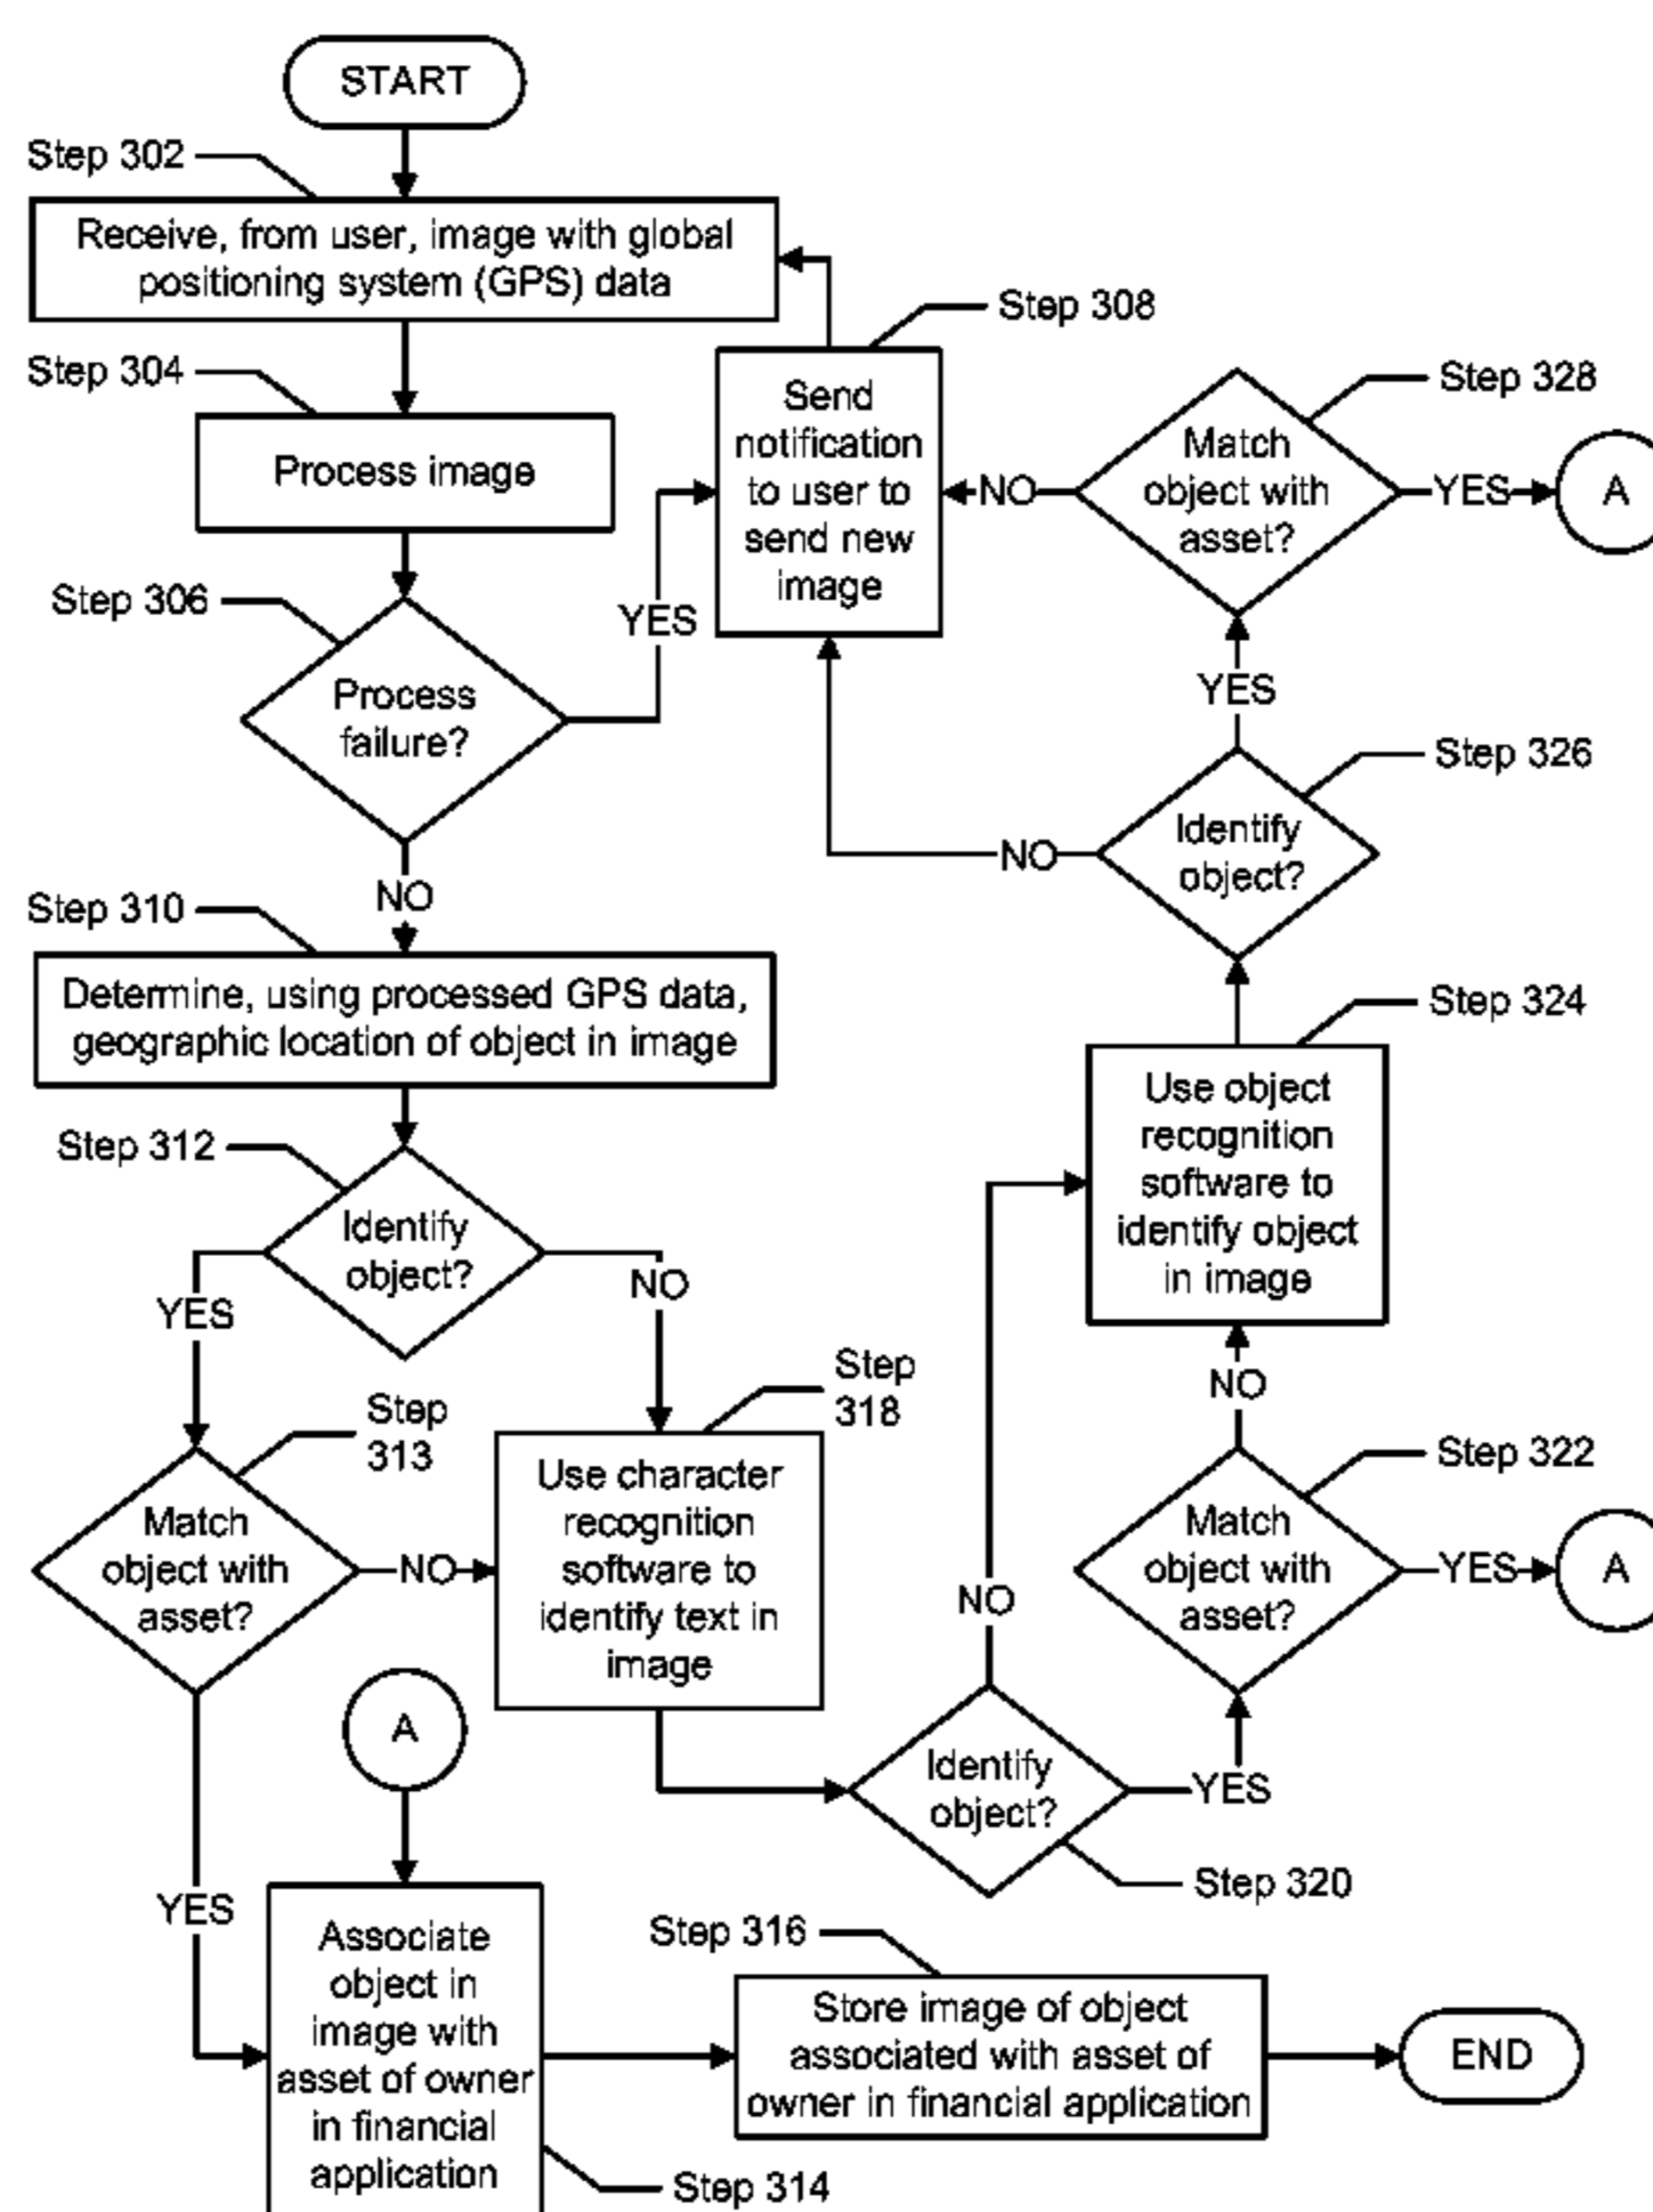 START
Step 302
Receive, from user, image with global
positioning system (GPS) data
Step 304
Process image
Step 306
Process
failure?
YES
NO
Step 308
Send
notification
to user to
send new
image
Step 310
Determine, using processed GPS data,
geographic location of object in image
Step 312
Identify
object?
YES
NO
Step
313
Match
object with
asset?
NO
YES
Step
318
Use character
recognition
software to
identify text in
image
A
Associate
object in
image with
asset of owner
in financial
application
Step 314
Step 316
Store image of object
associated with asset of
owner in financial application
END
Identify
object?
Step 320
NO
YES
Step 322
Match
object with
asset?
YES
A
NO
Step 324
Use object
recognition
software to
identify object
in image
Step 326
Identify
object?
NO
YES
Step 328
Match
object with
asset?
NO
YES
A